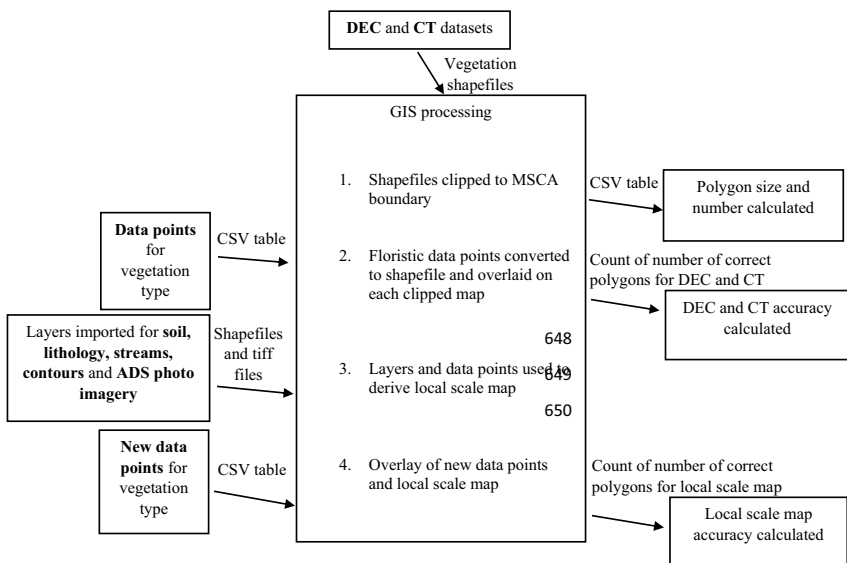 DEC and CT datasets
Vegetation
shapefiles
GIS processing
1. Shapefiles clipped to MSCA
boundary
CSV table
Polygon size and
number calculated
Data points
for
vegetation
type
CSV table
2. Floristic data points converted
to shapefile and overlaid on
each clipped map
Count of number of correct
polygons for DEC and CT
DEC and CT accuracy
calculated
Layers imported for soil,
lithology, streams,
contours and ADS photo
imagery
Shapefiles
and tiff
files
648
3. Layers and data points used to
649
derive local scale map
650
New data
points for
vegetation
type
CSV table
4. Overlay of new data points
and local scale map
Count of number of correct
polygons for local scale map
Local scale map
accuracy calculated